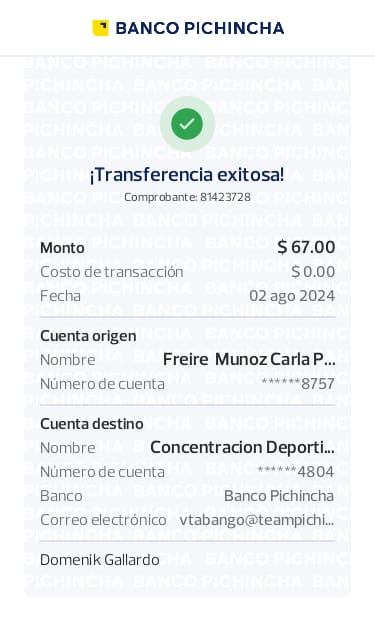 BANCO PICHINCHA
¡Transferencia exitosa!
Comprobante: 81423728
Monto $ 67.00
Costo de transacción $ 0.00
Fecha 02 ago 2024
Cuenta origen
Nombre Freire Munoz Carla P...
Número de cuenta ******8757
Cuenta destino
Nombre Concentracion Deporti...
Número de cuenta ******4804
Banco Banco Pichincha
Correo electrónico vtabango@teampichi...
Domenik Gallardo